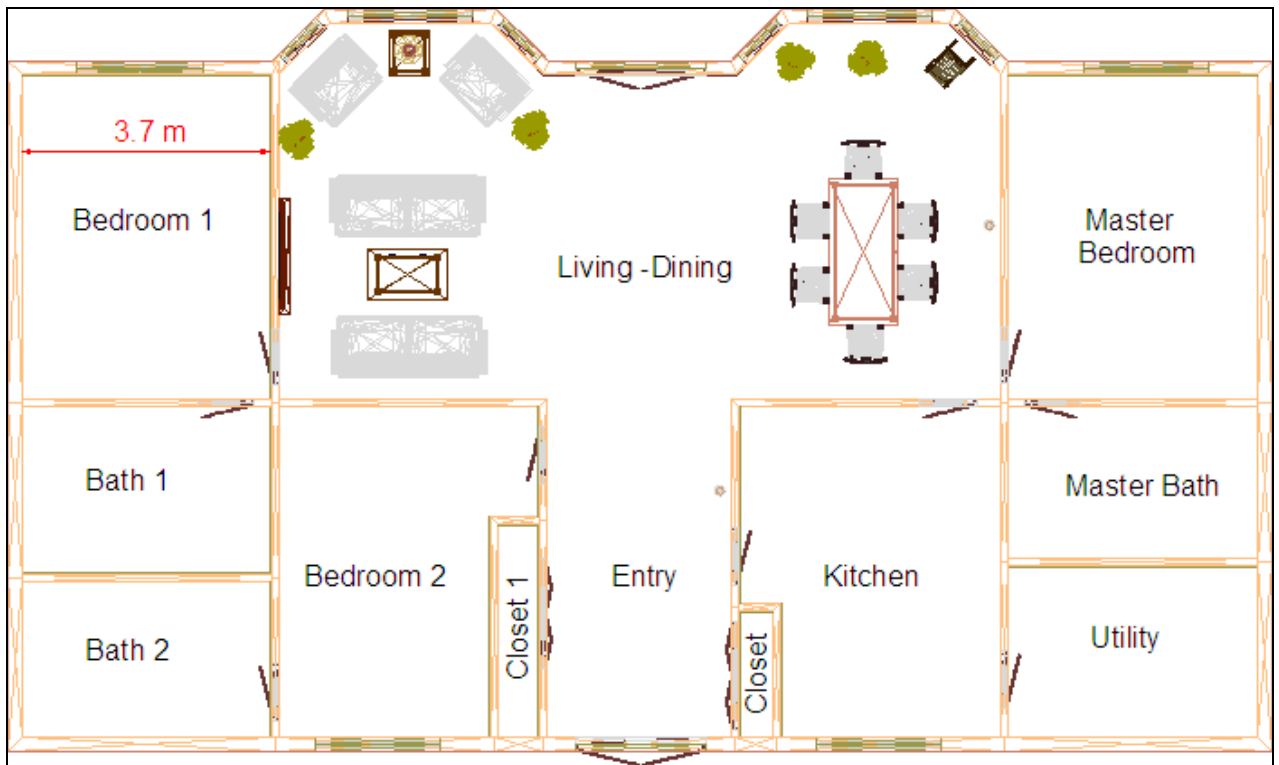 3.7 m
Bedroom 1
Living -Dining
Master
Bedroom
Bath 1
Master Bath
Bedroom 2
Closet 1
Entry
Kitchen
Closet
Bath 2
Utility